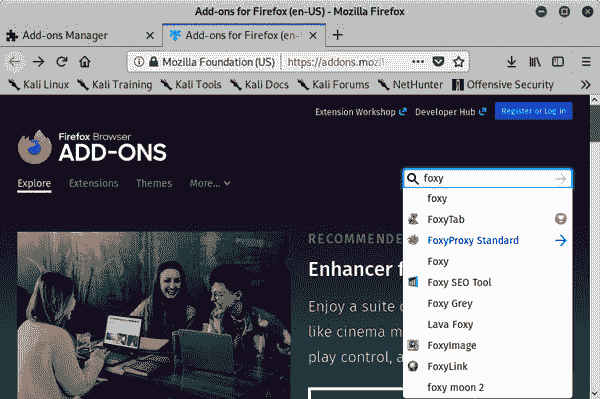 Add-ons for Firefox (en-US) - Mozilla Firefox
Add-ons Manager
Add-ons for Firefox (en-
Mozilla Foundation (US)
https://addons.mozil
Kali Linux
Kali Training
Kali Tools
Kali Docs
Kali Forums
NetHunter
Offensive Security
Extension Workshop
Developer Hub
Register or Log in
Firefox Browser
ADD-ONS
Explore
Extensions
Themes
More...
foxy
foxy
FoxyTab
FoxyProxy Standard
Foxy
Foxy SEO Tool
Foxy Grey
Lava Foxy
FoxyImage
FoxyLink
foxy moon 2
RECOMMENDE
Enhancer f
Enjoy a suite o
like cinema m
play control, a